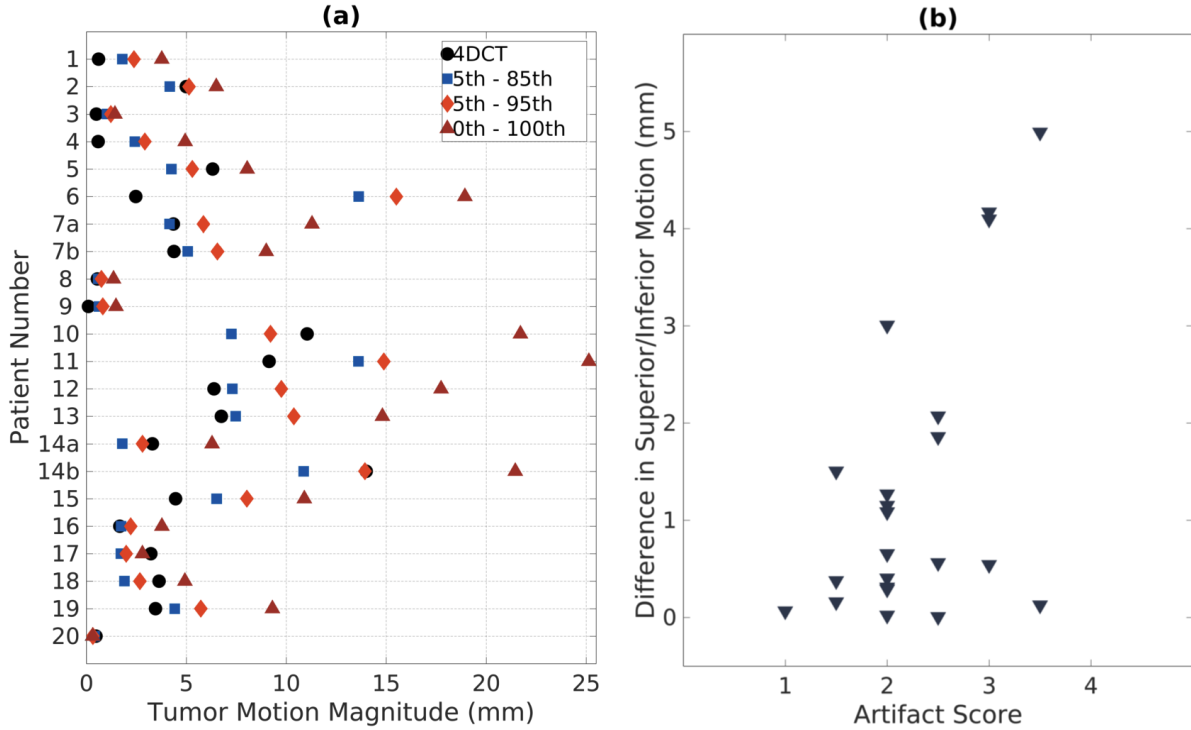 (a)
4DCT
5th - 85th
5th - 95th
0th - 100th
Patient Number
1
2
3
4
5
6
7a
7b
8
9
10
11
12
13
14a
14b
15
16
17
18
19
20
0 5 10 15 20 25
Tumor Motion Magnitude (mm)
(b)
Difference in Superior/Inferior Motion (mm)
5
4
3
2
1
0
1 2 3 4
Artifact Score